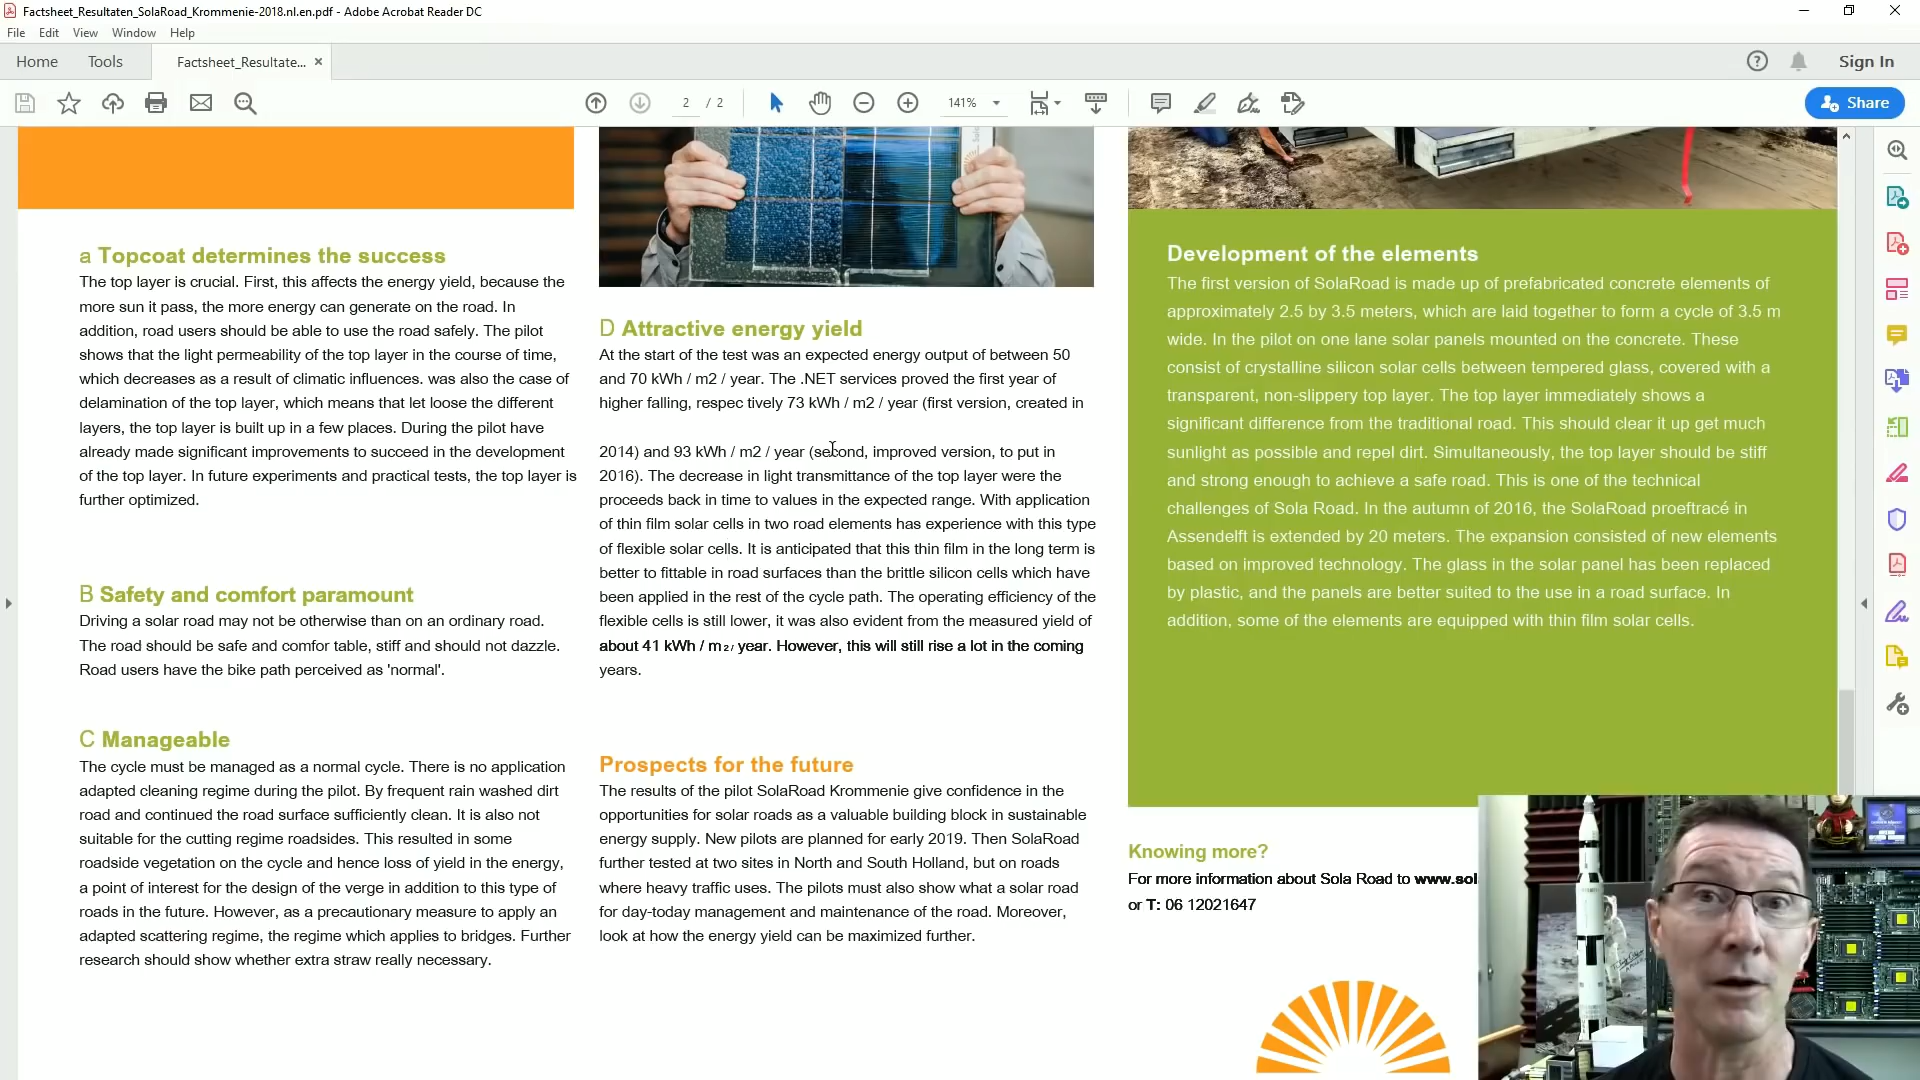 Factsheet_Resultaten_SolaRoad_Krommenie-2018.nl.en.pdf - Adobe Acrobat Reader DC
File Edit View Window Help
Home Tools Factsheet_Resultate... × Sign In
2 / 2 141% Share
a Topcoat determines the success
The top layer is crucial. First, this affects the energy yield, because the
more sun it pass, the more energy can generate on the road. In
addition, road users should be able to use the road safely. The pilot
shows that the light permeability of the top layer in the course of time,
which decreases as a result of climatic influences. was also the case of
delamination of the top layer, which means that let loose the different
layers, the top layer is built up in a few places. During the pilot have
already made significant improvements to succeed in the development
of the top layer. In future experiments and practical tests, the top layer is
further optimized.
B Safety and comfort paramount
Driving a solar road may not be otherwise than on an ordinary road.
The road should be safe and comfor table, stiff and should not dazzle.
Road users have the bike path perceived as 'normal'.
C Manageable
The cycle must be managed as a normal cycle. There is no application
adapted cleaning regime during the pilot. By frequent rain washed dirt
road and continued the road surface sufficiently clean. It is also not
suitable for the cutting regime roadsides. This resulted in some
roadside vegetation on the cycle and hence loss of yield in the energy,
a point of interest for the design of the verge in addition to this type of
roads in the future. However, as a precautionary measure to apply an
adapted scattering regime, the regime which applies to bridges. Further
research should show whether extra straw really necessary.
D Attractive energy yield
At the start of the test was an expected energy output of between 50
and 70 kWh / m2 / year. The .NET services proved the first year of
higher falling, respec tively 73 kWh / m2 / year (first version, created in
2014) and 93 kWh / m2 / year (second, improved version, to put in
2016). The decrease in light transmittance of the top layer were the
proceeds back in time to values in the expected range. With application
of thin film solar cells in two road elements has experience with this type
of flexible solar cells. It is anticipated that this thin film in the long term is
better to fittable in road surfaces than the brittle silicon cells which have
been applied in the rest of the cycle path. The operating efficiency of the
flexible cells is still lower, it was also evident from the measured yield of
about 41 kWh / m 2 / year. However, this will still rise a lot in the coming
years.
Prospects for the future
The results of the pilot SolaRoad Krommenie give confidence in the
opportunities for solar roads as a valuable building block in sustainable
energy supply. New pilots are planned for early 2019. Then SolaRoad
further tested at two sites in North and South Holland, but on roads
where heavy traffic uses. The pilots must also show what a solar road
for day-today management and maintenance of the road. Moreover,
look at how the energy yield can be maximized further.
Development of the elements
The first version of SolaRoad is made up of prefabricated concrete elements of
approximately 2.5 by 3.5 meters, which are laid together to form a cycle of 3.5 m
wide. In the pilot on one lane solar panels mounted on the concrete. These
consist of crystalline silicon solar cells between tempered glass, covered with a
transparent, non-slippery top layer. The top layer immediately shows a
significant difference from the traditional road. This should clear it up get much
sunlight as possible and repel dirt. Simultaneously, the top layer should be stiff
and strong enough to achieve a safe road. This is one of the technical
challenges of Sola Road. In the autumn of 2016, the SolaRoad proeftracé in
Assendelft is extended by 20 meters. The expansion consisted of new elements
based on improved technology. The glass in the solar panel has been replaced
by plastic, and the panels are better suited to the use in a road surface. In
addition, some of the elements are equipped with thin film solar cells.
Knowing more?
For more information about Sola Road to www.sol
or T: 06 12021647